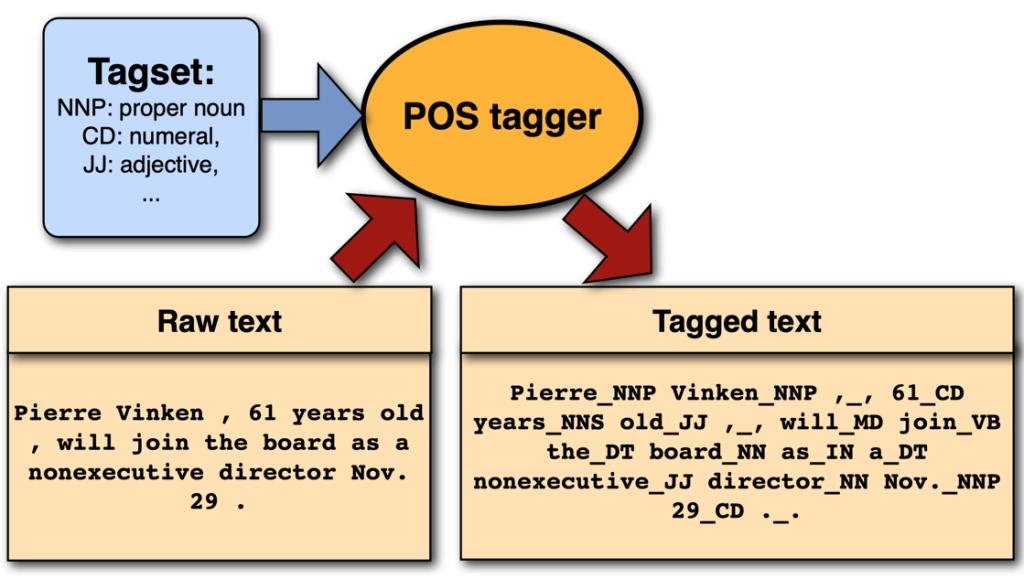 Tagset:
NNP: proper noun
CD: numeral,
JJ: adjective,
...
POS tagger
Raw text
Pierre Vinken , 61 years old
, will join the board as a
nonexecutive director Nov.
29 .
Tagged text
Pierre_NNP Vinken_NNP ,_, 61_CD
years_NNS old_JJ ,_, will_MD join_VB
the_DT board_NN as_IN a_DT
nonexecutive_JJ director_NN Nov._NNP
29_CD ._.